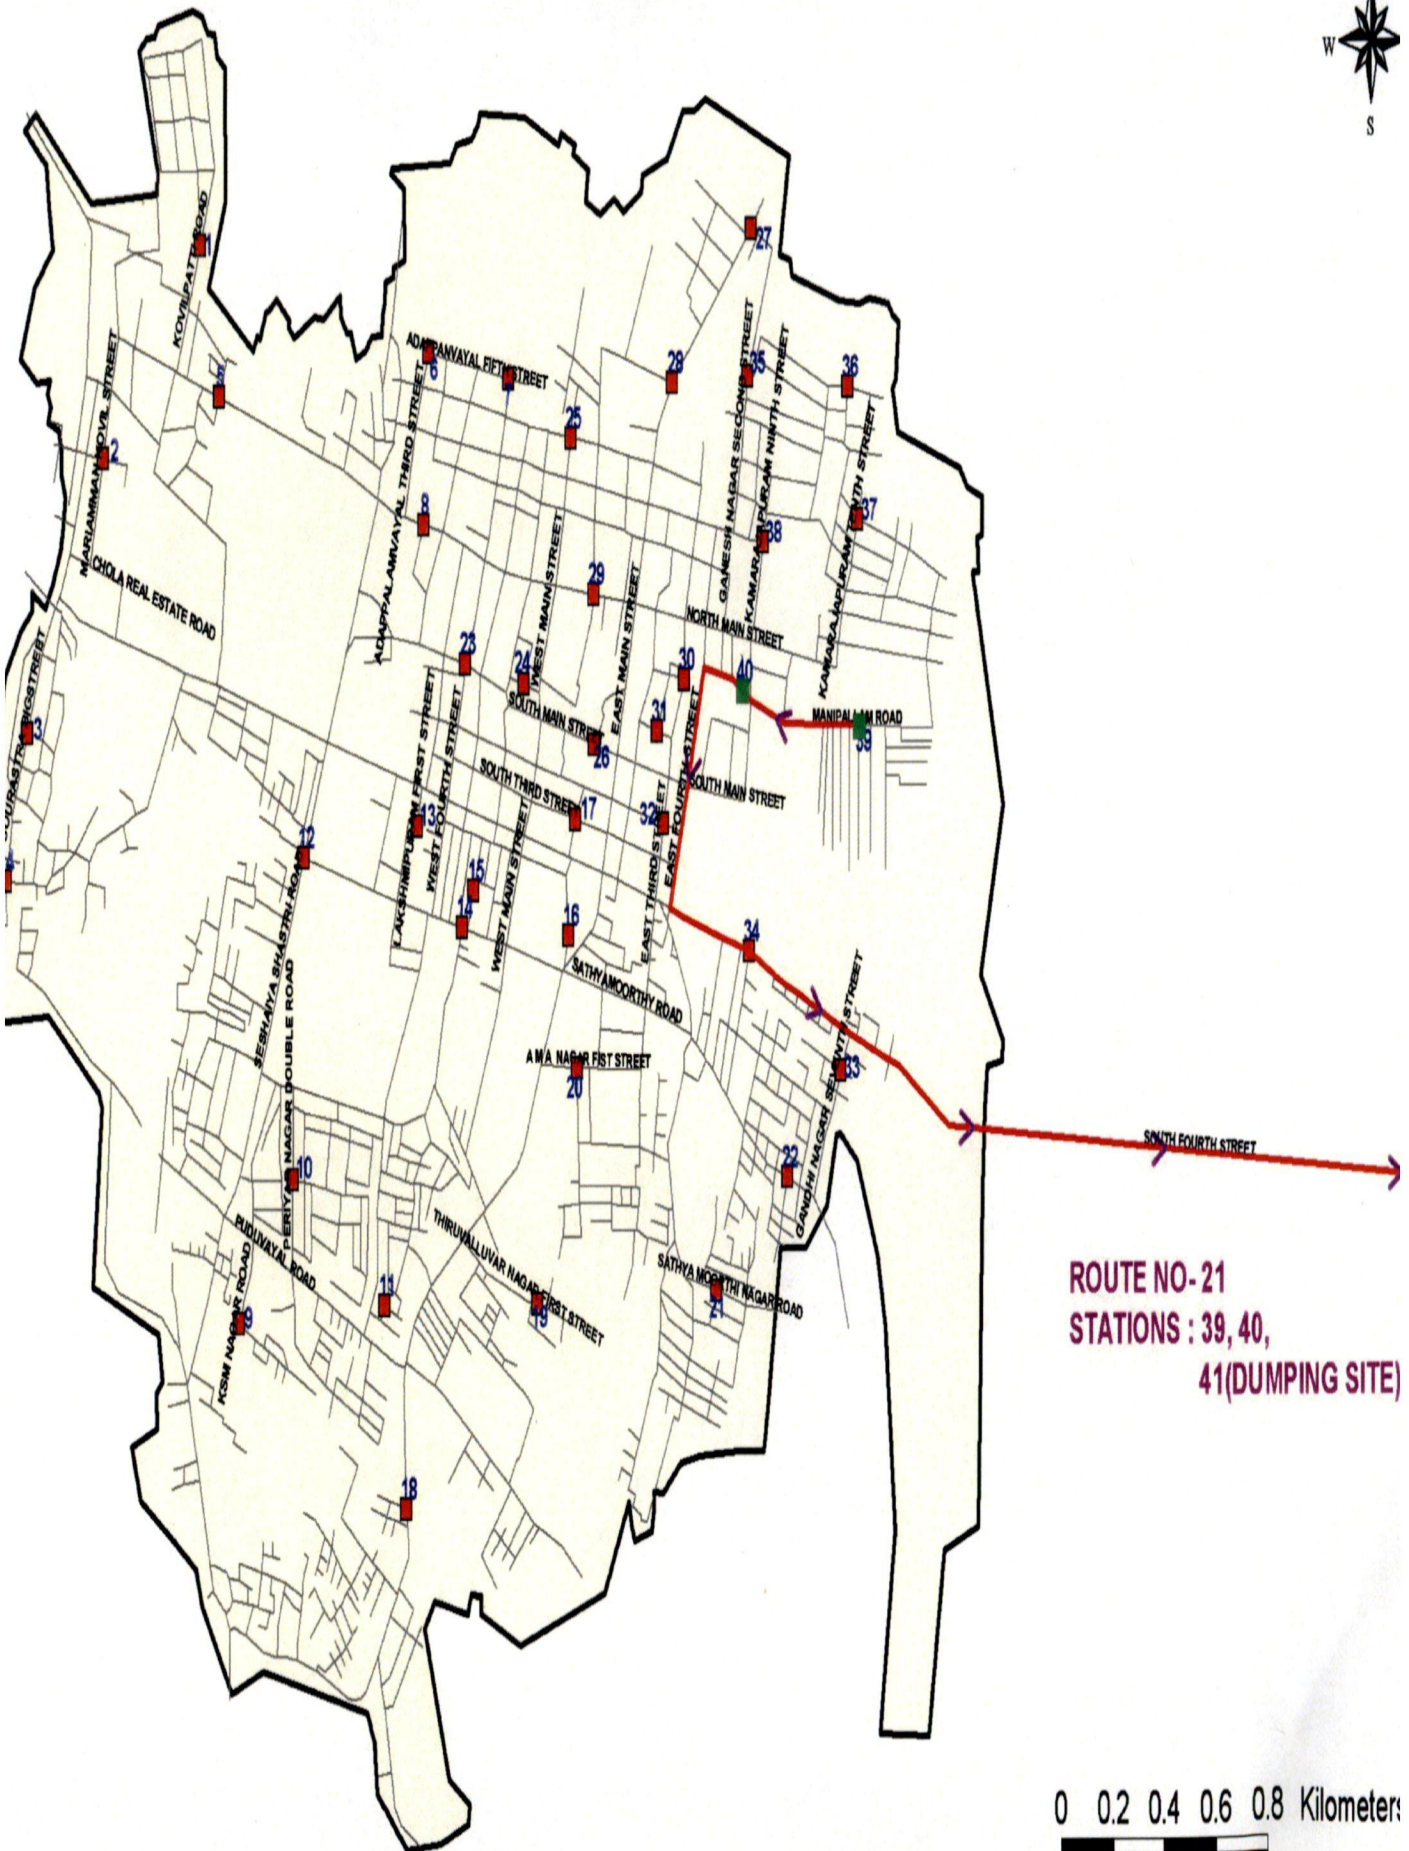 W
S
KOVILPATTI ROAD
1
27
ADAPPANVAYAL FIFTH STREET
6
7
28
35
36
GANESH NAGAR SECOND STREET
KAMARAJAPURAM NINTH STREET
MARIAMMAN KOVIL STREET
2
25
ADAPPALAMVAYAL THIRD STREET
8
37
38
KAMARAJAPURAM TENTH STREET
CHOLA REAL ESTATE ROAD
WEST MAIN STREET
29
EAST MAIN STREET
NORTH MAIN STREET
23
24
30
40
SOUTH MAIN STREET
31
MANIPALLAM ROAD
39
3
26
EAST FOURTH STREET
SOUTH MAIN STREET
LAKSHMIPURAM FIRST STREET
WEST FOURTH STREET
SOUTH THIRD STREET
13
17
32
12
15
14
WEST MAIN STREET
16
EAST THIRD STREET
34
SATHYAMOORTHY ROAD
SESHAIYA SHASTRI ROAD
PERIYAR NAGAR DOUBLE ROAD
A M A NAGAR FIST STREET
20
33
GANDHI NAGAR SEVENTH STREET
SOUTH FOURTH STREET
10
22
PUDUVAYAL ROAD
THIRUVALLUVAR NAGAR FIRST STREET
SATHYA MOORTHI NAGAR ROAD
KSM NAGAR ROAD
9
11
19
21
ROUTE NO- 21
STATIONS : 39, 40,
41(DUMPING SITE)
18
0 0.2 0.4 0.6 0.8 Kilometers